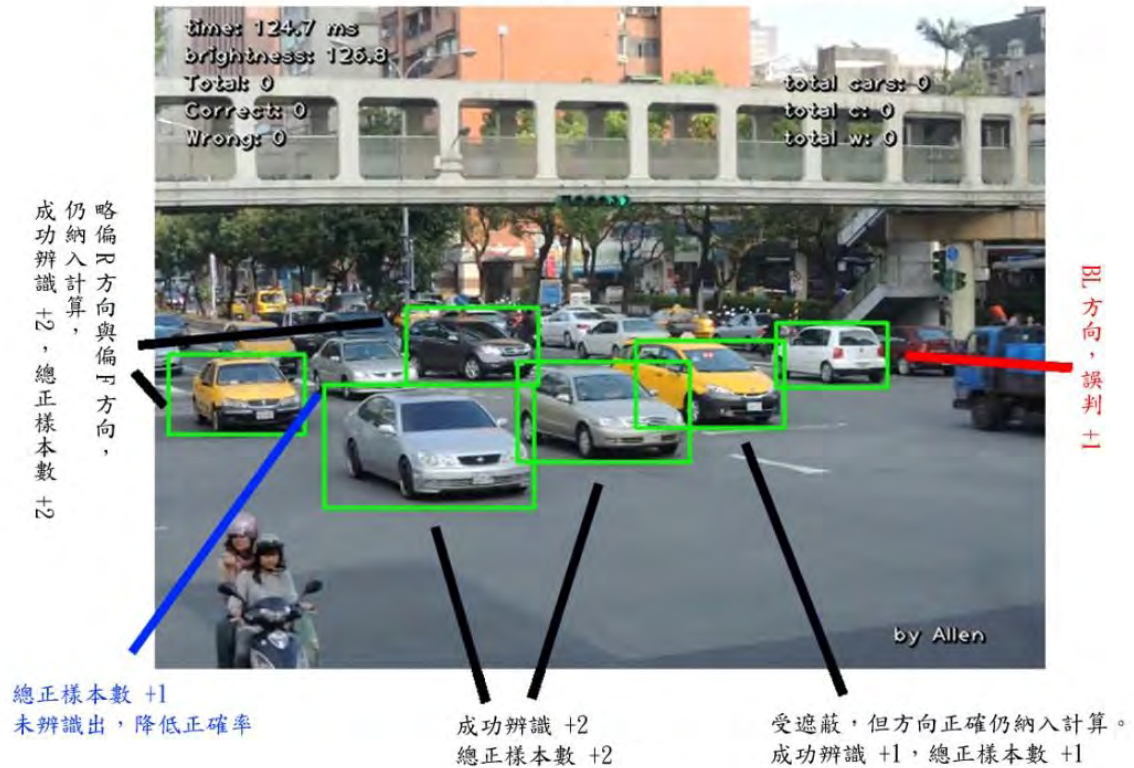 time: 124.7 ms
brightness: 126.8
Total: 0
Correct: 0
Wrong: 0
total cars: 0
total c: 0
total w: 0
略偏 R 方向與偏 F 方向，
仍納入計算，
成功辨識 +2，總正樣本數 +2
BL 方向，誤判 +1
by Allen
總正樣本數 +1
未辨識出，降低正確率
成功辨識 +2
總正樣本數 +2
受遮蔽，但方向正確仍納入計算。
成功辨識 +1，總正樣本數 +1